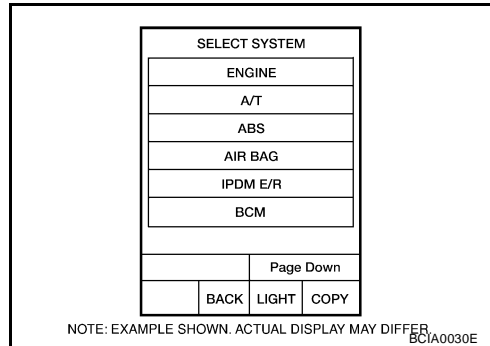 SELECT SYSTEM
ENGINE
A/T
ABS
AIR BAG
IPDM E/R
BCM
Page Down
BACK LIGHT COPY
NOTE: EXAMPLE SHOWN. ACTUAL DISPLAY MAY DIFFER.
BCIA0030E